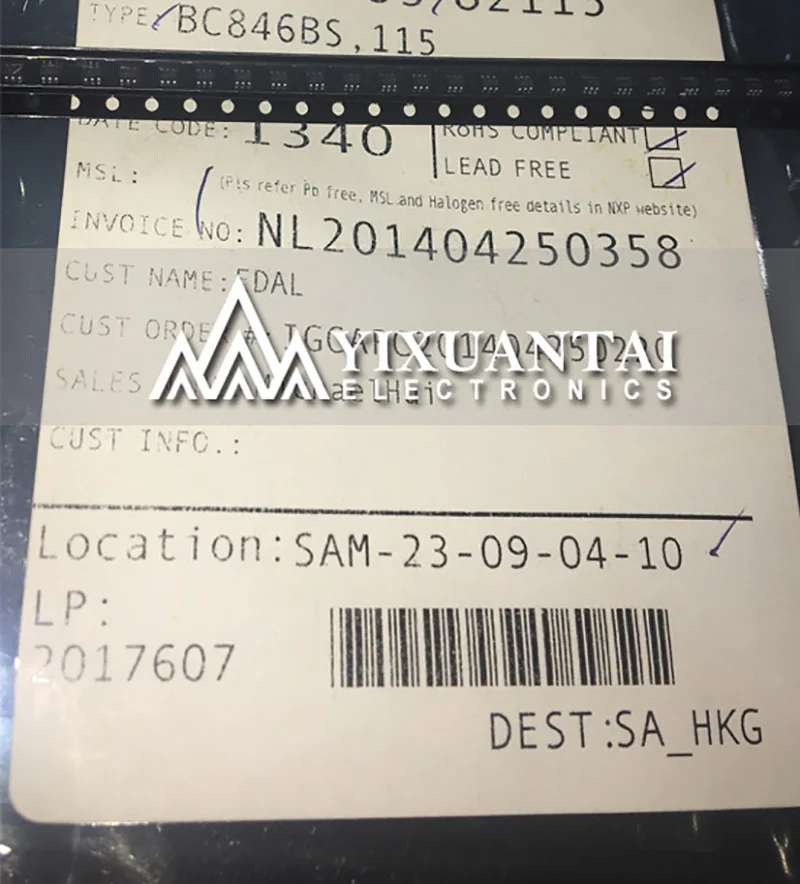 TYPE: BC846BS,115
DATE CODE: 1340
ROHS COMPLIANT
LEAD FREE
MSL:
(Pls refer Pb free, MSL and Halogen free details in NXP website)
INVOICE NO: NL201404250358
CUST NAME: EDAL
CUST ORDER #:
YIXUANTAI
ELECTRONICS
SALES
CUST INFO.:
Location:SAM-23-09-04-10
LP:
2017607
DEST:SA_HKG